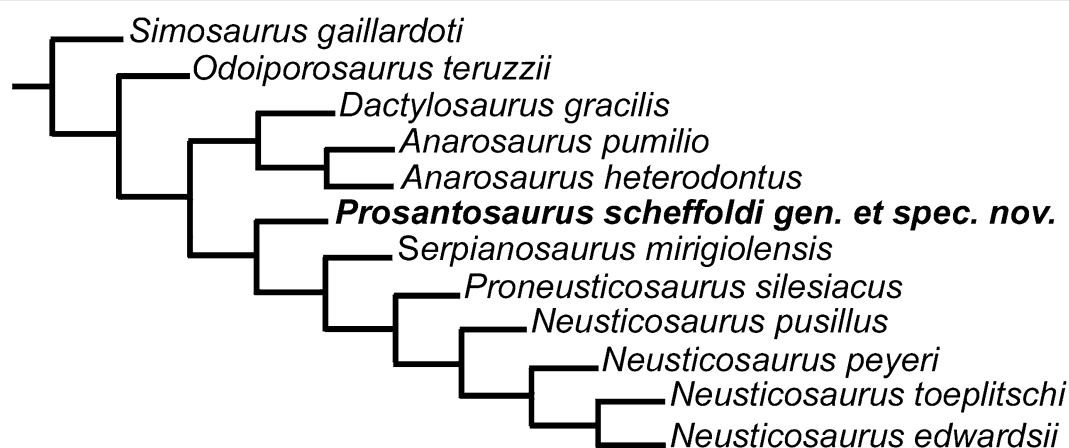 Simosaurus gaillardoti
Odoiporosaurus teruzzii
Dactylosaurus gracilis
Anarosaurus pumilio
Anarosaurus heterodontus
Prosantosaurus scheffoldi gen. et spec. nov.
Serpianosaurus mirigiolensis
Proneusticosaurus silesiacus
Neusticosaurus pusillus
Neusticosaurus peyeri
Neusticosaurus toeplitschi
Neusticosaurus edwardsii